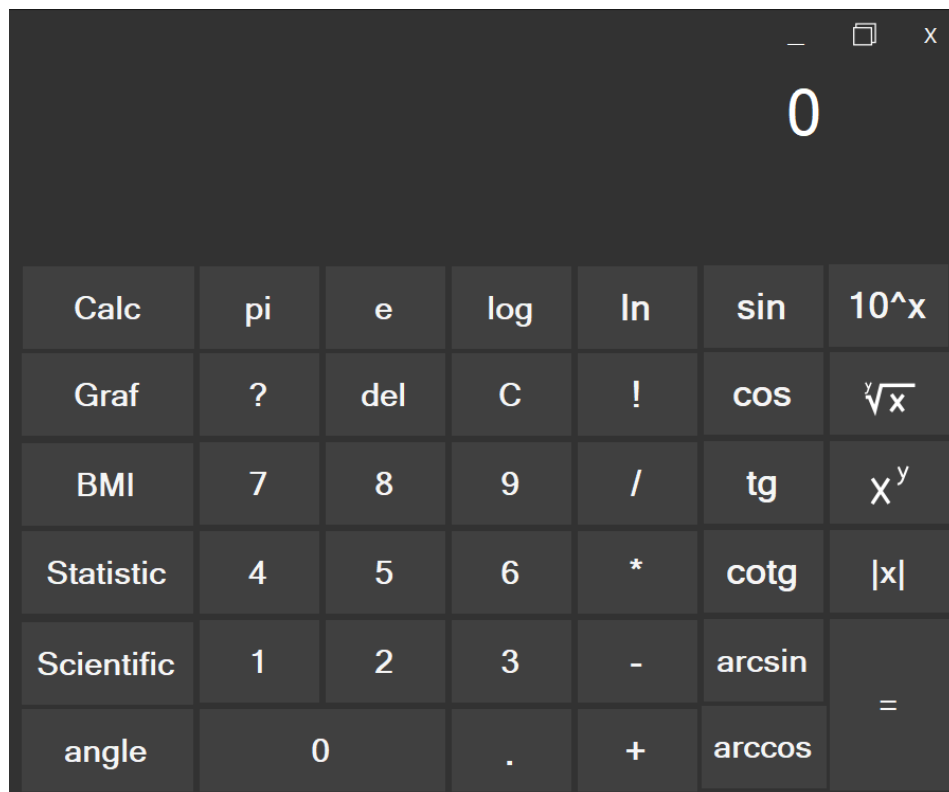 _ X
0
Calc pi e log ln sin 10^x
Graf ? del C ! cos y√x
BMI 7 8 9 / tg x^y
Statistic 4 5 6 * cotg |x|
Scientific 1 2 3 - arcsin
=
angle 0 . + arccos